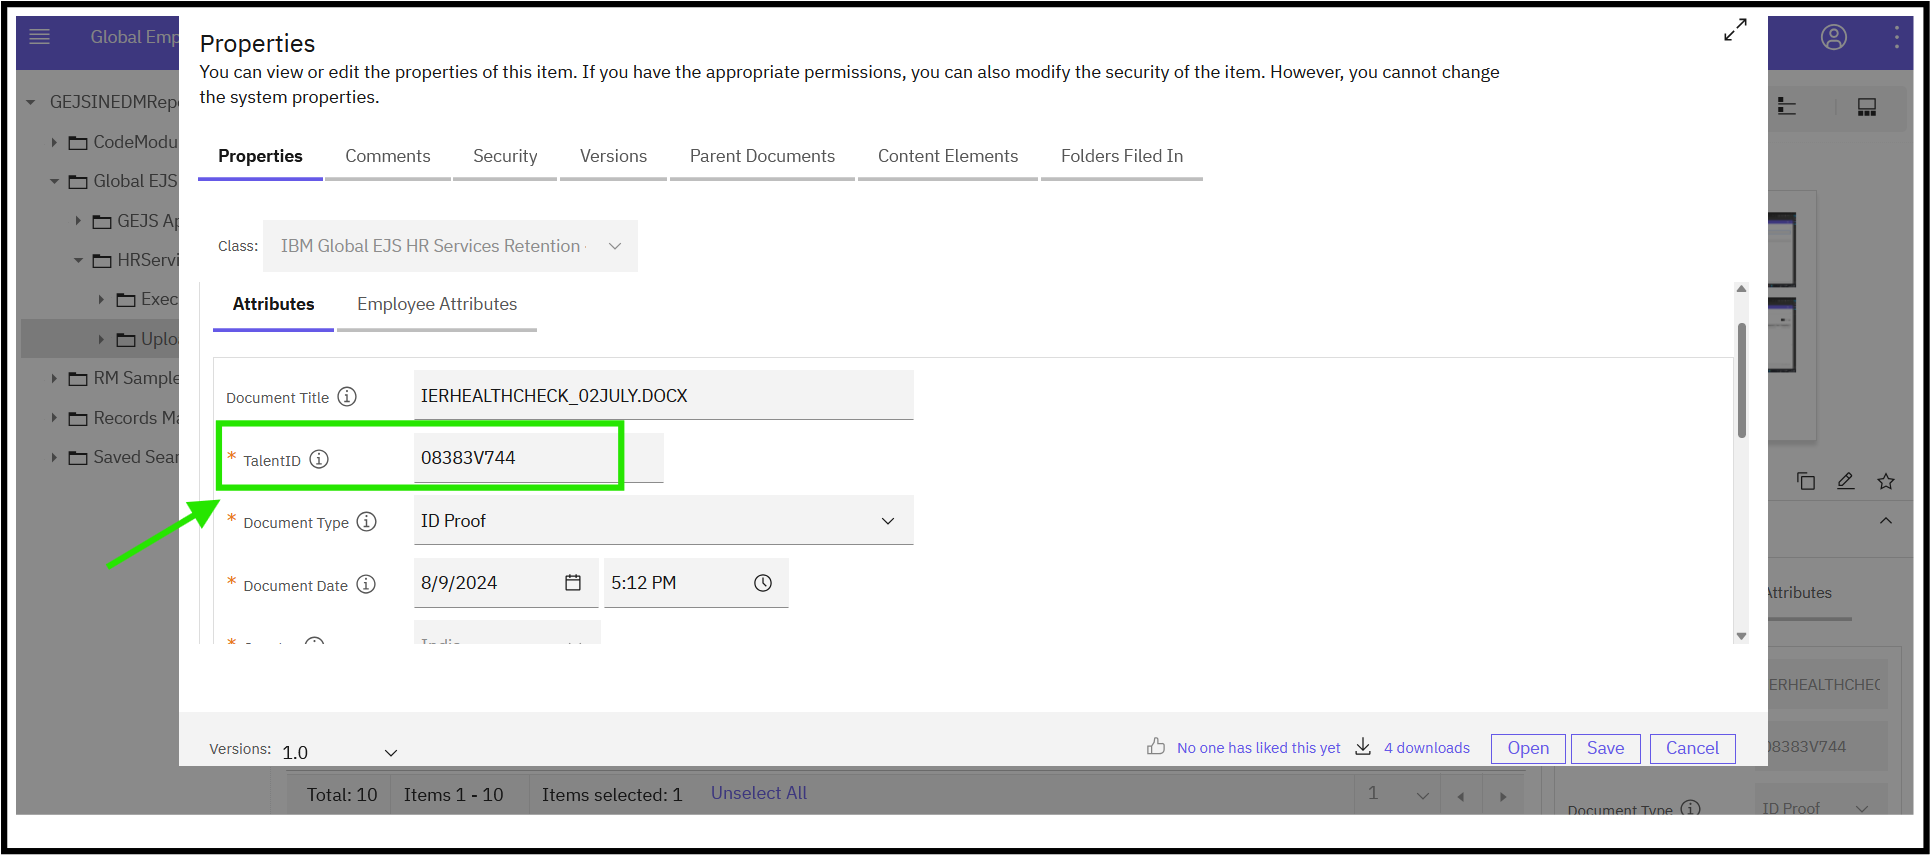 Global Emp
Properties
You can view or edit the properties of this item. If you have the appropriate permissions, you can also modify the security of the item. However, you cannot change
the system properties.
GEJSINEDMRepo
CodeModu
Global EJS
GEJS Ap
HRServi
Exec
Uplo
RM Sample
Records Ma
Saved Sear
Properties Comments Security Versions Parent Documents Content Elements Folders Filed In
Class: IBM Global EJS HR Services Retention
Attributes Employee Attributes
Document Title IERHEALTHCHECK_02JULY.DOCX
* TalentID 08383V744
* Document Type ID Proof
* Document Date 8/9/2024 5:12 PM
Versions: 1.0
No one has liked this yet 4 downloads Open Save Cancel
Total: 10 Items 1 - 10 Items selected: 1 Unselect All 1
Attributes
ERHEALTHCHEC
08383V744
Document Type ID Proof